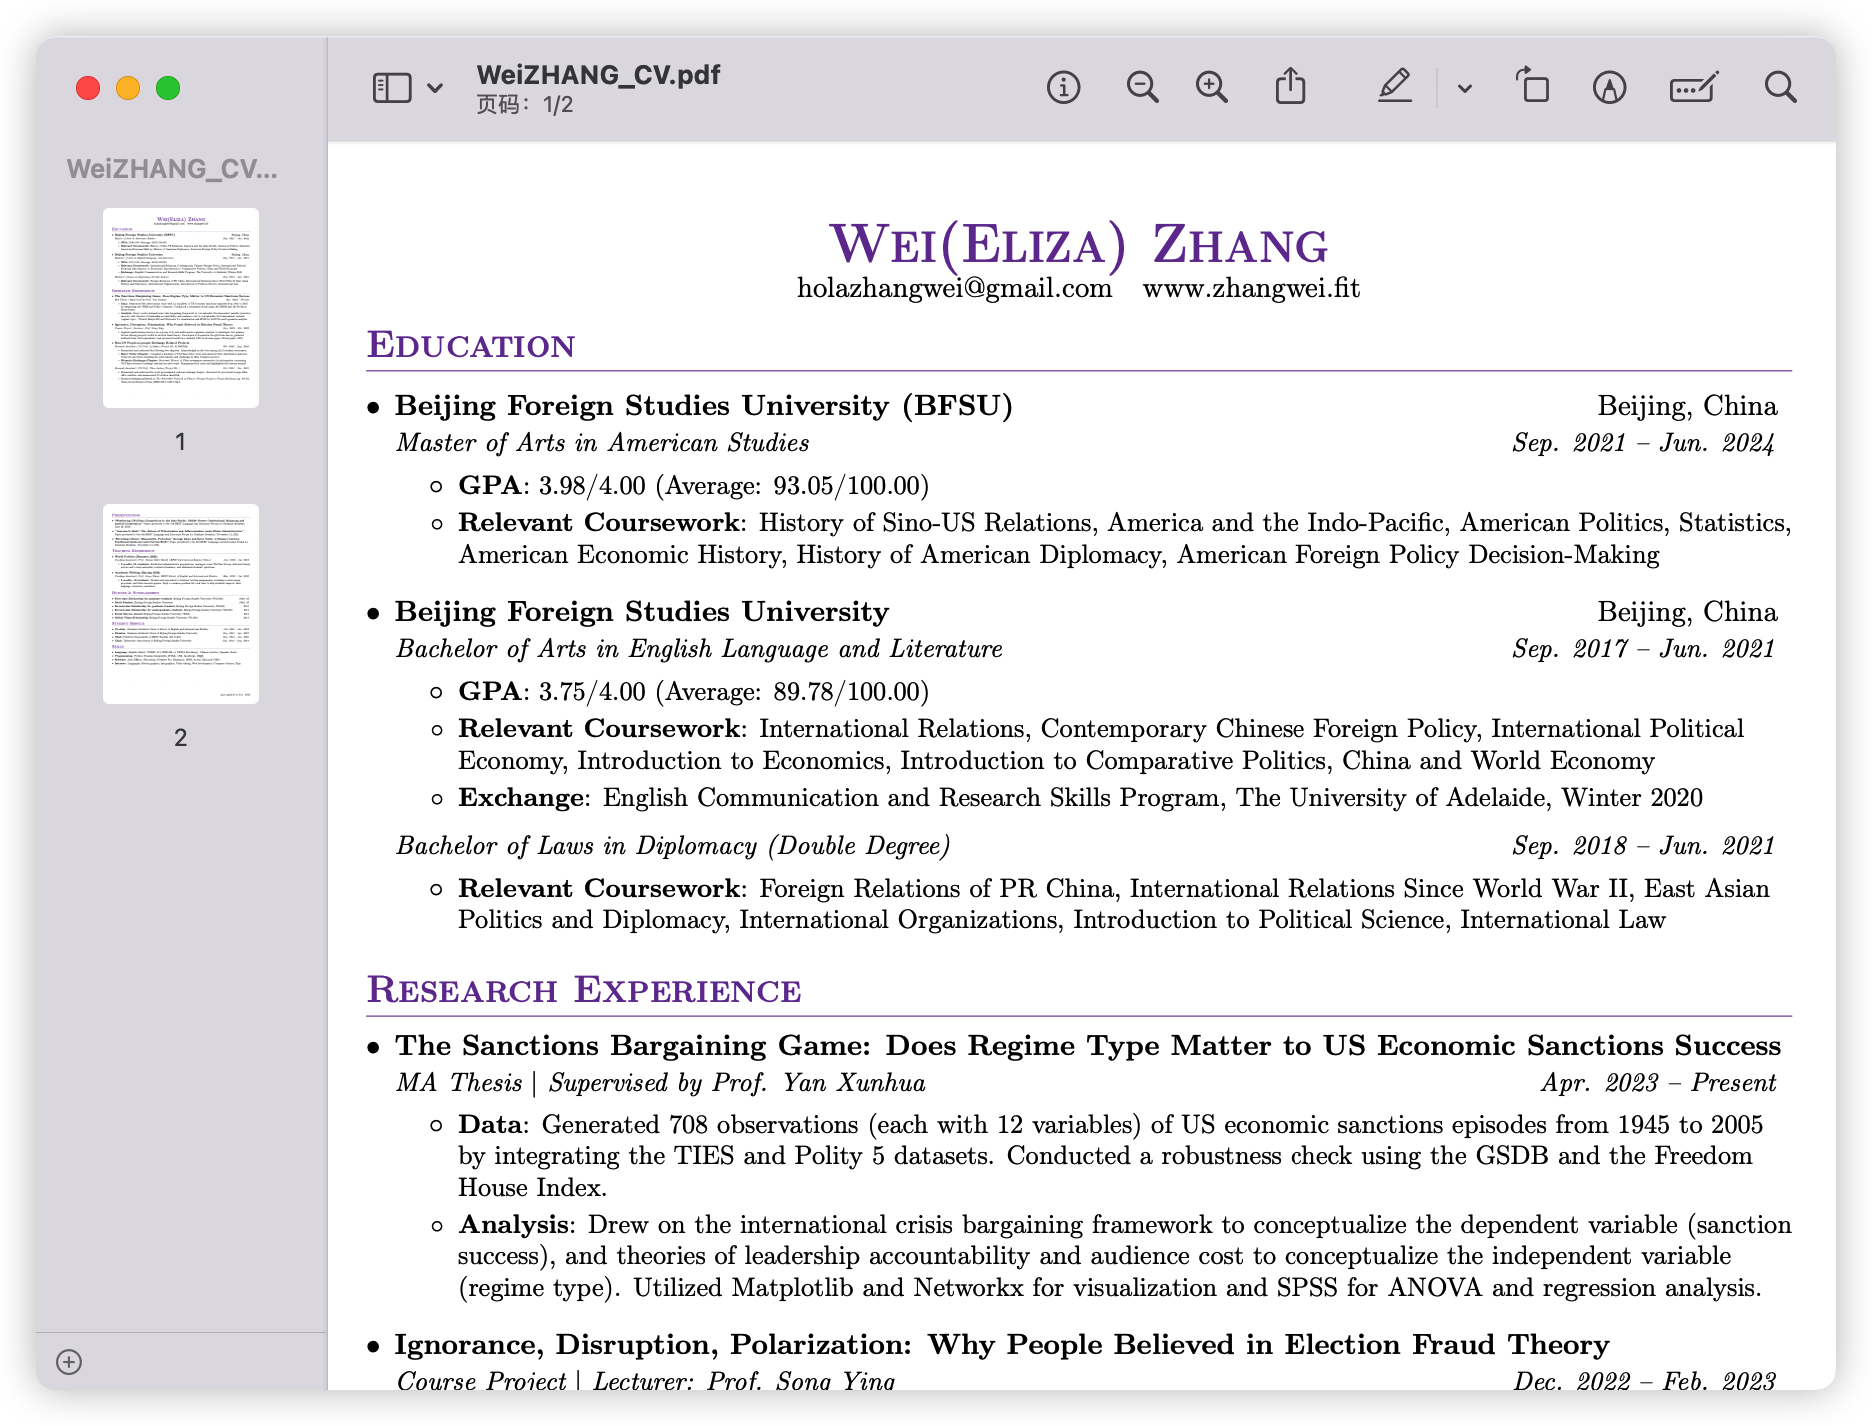 WeiZHANG_CV.pdf
页码：1/2
WeiZHANG_CV...
1
2
WEI(ELIZA) ZHANG
holazhangwei@gmail.com www.zhangwei.fit
EDUCATION
• Beijing Foreign Studies University (BFSU) Beijing, China
Master of Arts in American Studies Sep. 2021 – Jun. 2024
◦ GPA: 3.98/4.00 (Average: 93.05/100.00)
◦ Relevant Coursework: History of Sino-US Relations, America and the Indo-Pacific, American Politics, Statistics,
American Economic History, History of American Diplomacy, American Foreign Policy Decision-Making
• Beijing Foreign Studies University Beijing, China
Bachelor of Arts in English Language and Literature Sep. 2017 – Jun. 2021
◦ GPA: 3.75/4.00 (Average: 89.78/100.00)
◦ Relevant Coursework: International Relations, Contemporary Chinese Foreign Policy, International Political
Economy, Introduction to Economics, Introduction to Comparative Politics, China and World Economy
◦ Exchange: English Communication and Research Skills Program, The University of Adelaide, Winter 2020
Bachelor of Laws in Diplomacy (Double Degree) Sep. 2018 – Jun. 2021
◦ Relevant Coursework: Foreign Relations of PR China, International Relations Since World War II, East Asian
Politics and Diplomacy, International Organizations, Introduction to Political Science, International Law
RESEARCH EXPERIENCE
• The Sanctions Bargaining Game: Does Regime Type Matter to US Economic Sanctions Success
MA Thesis | Supervised by Prof. Yan Xunhua Apr. 2023 – Present
◦ Data: Generated 708 observations (each with 12 variables) of US economic sanctions episodes from 1945 to 2005
by integrating the TIES and Polity 5 datasets. Conducted a robustness check using the GSDB and the Freedom
House Index.
◦ Analysis: Drew on the international crisis bargaining framework to conceptualize the dependent variable (sanction
success), and theories of leadership accountability and audience cost to conceptualize the independent variable
(regime type). Utilized Matplotlib and Networkx for visualization and SPSS for ANOVA and regression analysis.
• Ignorance, Disruption, Polarization: Why People Believed in Election Fraud Theory
Course Project | Lecturer: Prof. Song Ying Dec. 2022 – Feb. 2023